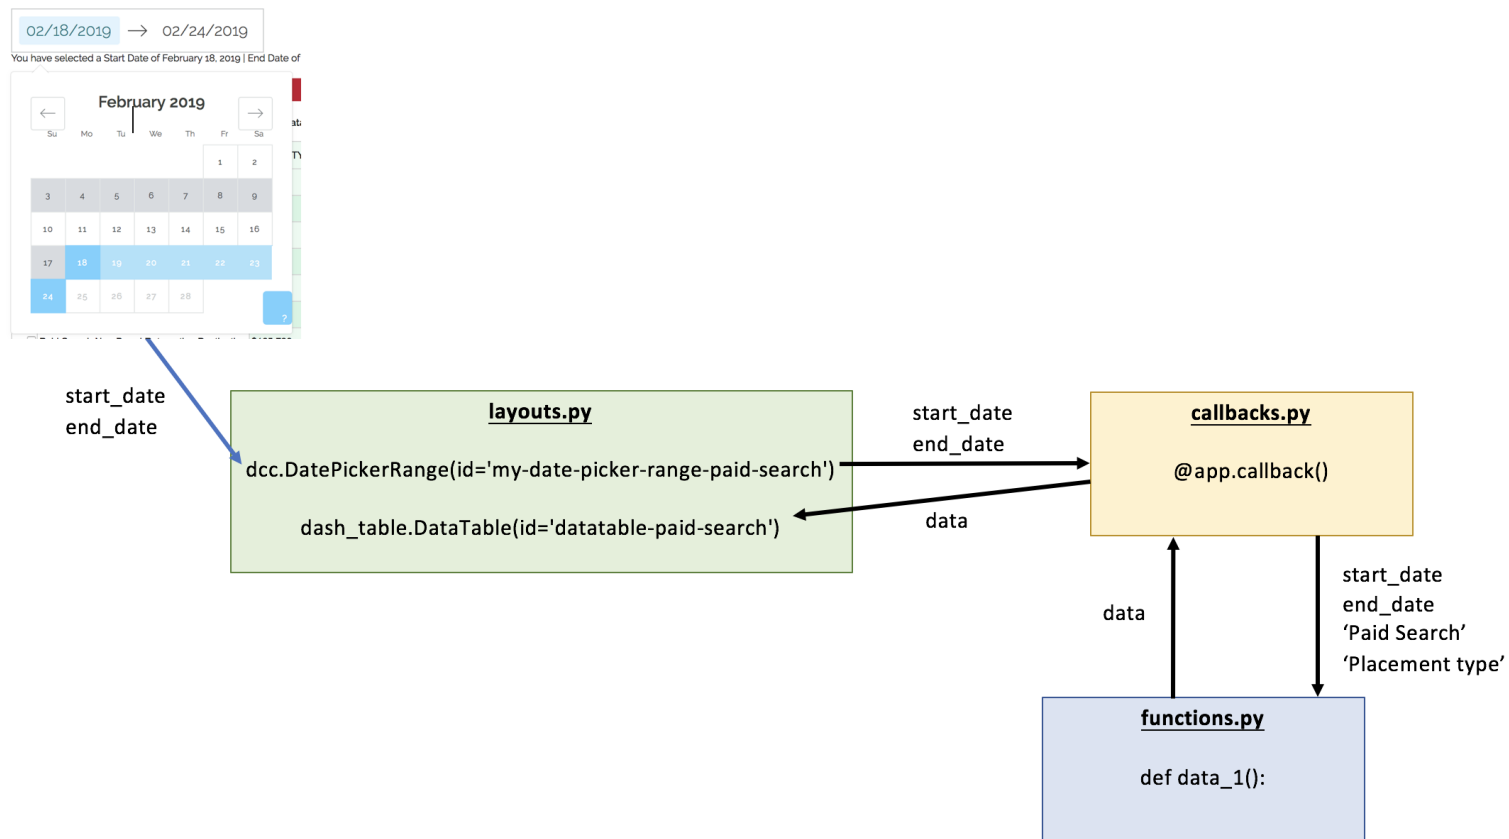 02/18/2019 → 02/24/2019
You have selected a Start Date of February 18, 2019 | End Date of
February 2019
← →
Su Mo Tu We Th Fr Sa
1 2
3 4 5 6 7 8 9
10 11 12 13 14 15 16
17 18 19 20 21 22 23
24 25 26 27 28
?
start_date
end_date
layouts.py
dcc.DatePickerRange(id='my-date-picker-range-paid-search')
dash_table.DataTable(id='datatable-paid-search')
start_date
end_date
data
callbacks.py
@app.callback()
data
start_date
end_date
‘Paid Search’
‘Placement type’
functions.py
def data_1():